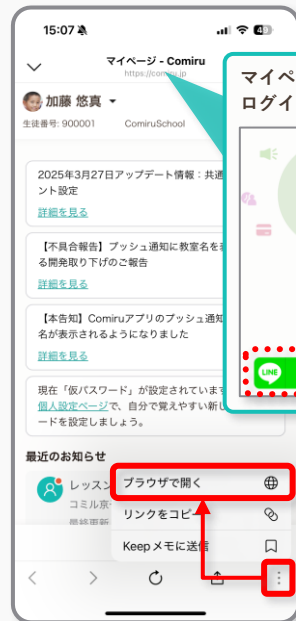 15:07
マイページ - Comiru
https://comiru.jp
加藤 悠真
生徒番号: 900001 ComiruSchool
マイペ
ログイ
2025年3月27日アップデート情報：共通
ント設定
詳細を見る
【不具合報告】プッシュ通知に教室名を
る開発取り下げのご報告
詳細を見る
【本告知】Comiruアプリのプッシュ通知
名が表示されるようになりました
詳細を見る
現在「仮パスワード」が設定されています
個人設定ページで、自分で覚えやすい新し
ードを設定しましょう。
LINE
最近のお知らせ
レッスン
コミル京
最終更新
ブラウザで開く
リンクをコピー
Keepメモに送信